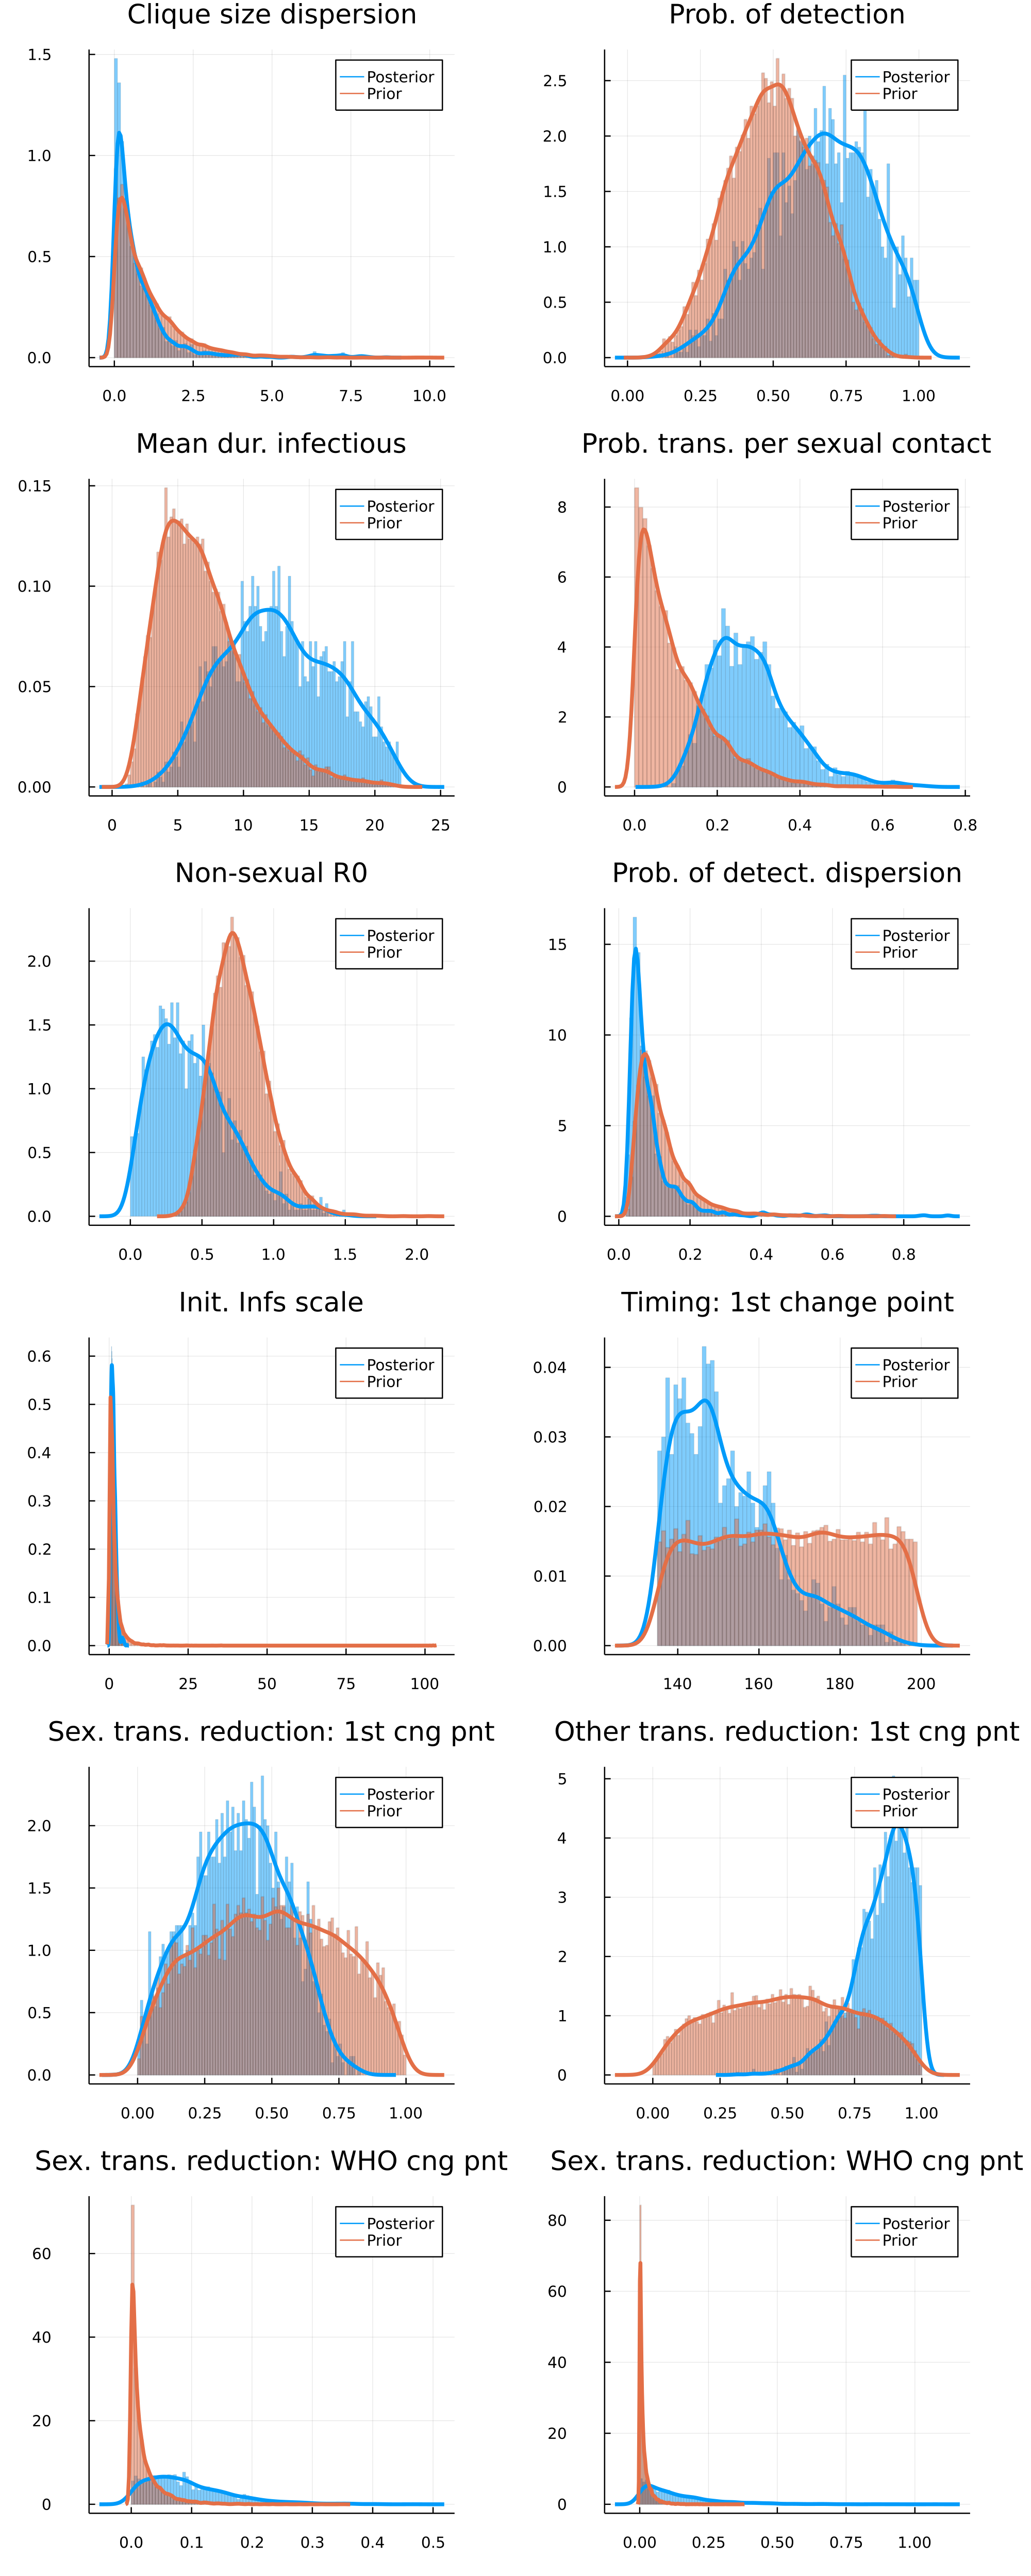 Clique size dispersion
1.5
1.0
0.5
0.0
0.0 2.5 5.0 7.5 10.0
Posterior
Prior
Prob. of detection
2.5
2.0
1.5
1.0
0.5
0.0
0.00 0.25 0.50 0.75 1.00
Posterior
Prior
Mean dur. infectious
0.15
0.10
0.05
0.00
0 5 10 15 20 25
Posterior
Prior
Prob. trans. per sexual contact
8
6
4
2
0
0.0 0.2 0.4 0.6 0.8
Posterior
Prior
Non-sexual R0
2.0
1.5
1.0
0.5
0.0
0.0 0.5 1.0 1.5 2.0
Posterior
Prior
Prob. of detect. dispersion
15
10
5
0
0.0 0.2 0.4 0.6 0.8
Posterior
Prior
Init. Infs scale
0.6
0.5
0.4
0.3
0.2
0.1
0.0
0 25 50 75 100
Posterior
Prior
Timing: 1st change point
0.04
0.03
0.02
0.01
0.00
140 160 180 200
Posterior
Prior
Sex. trans. reduction: 1st cng pnt
2.0
1.5
1.0
0.5
0.0
0.00 0.25 0.50 0.75 1.00
Posterior
Prior
Other trans. reduction: 1st cng pnt
5
4
3
2
1
0
0.00 0.25 0.50 0.75 1.00
Posterior
Prior
Sex. trans. reduction: WHO cng pnt
60
40
20
0
0.0 0.1 0.2 0.3 0.4 0.5
Posterior
Prior
Sex. trans. reduction: WHO cng pnt
80
60
40
20
0
0.00 0.25 0.50 0.75 1.00
Posterior
Prior